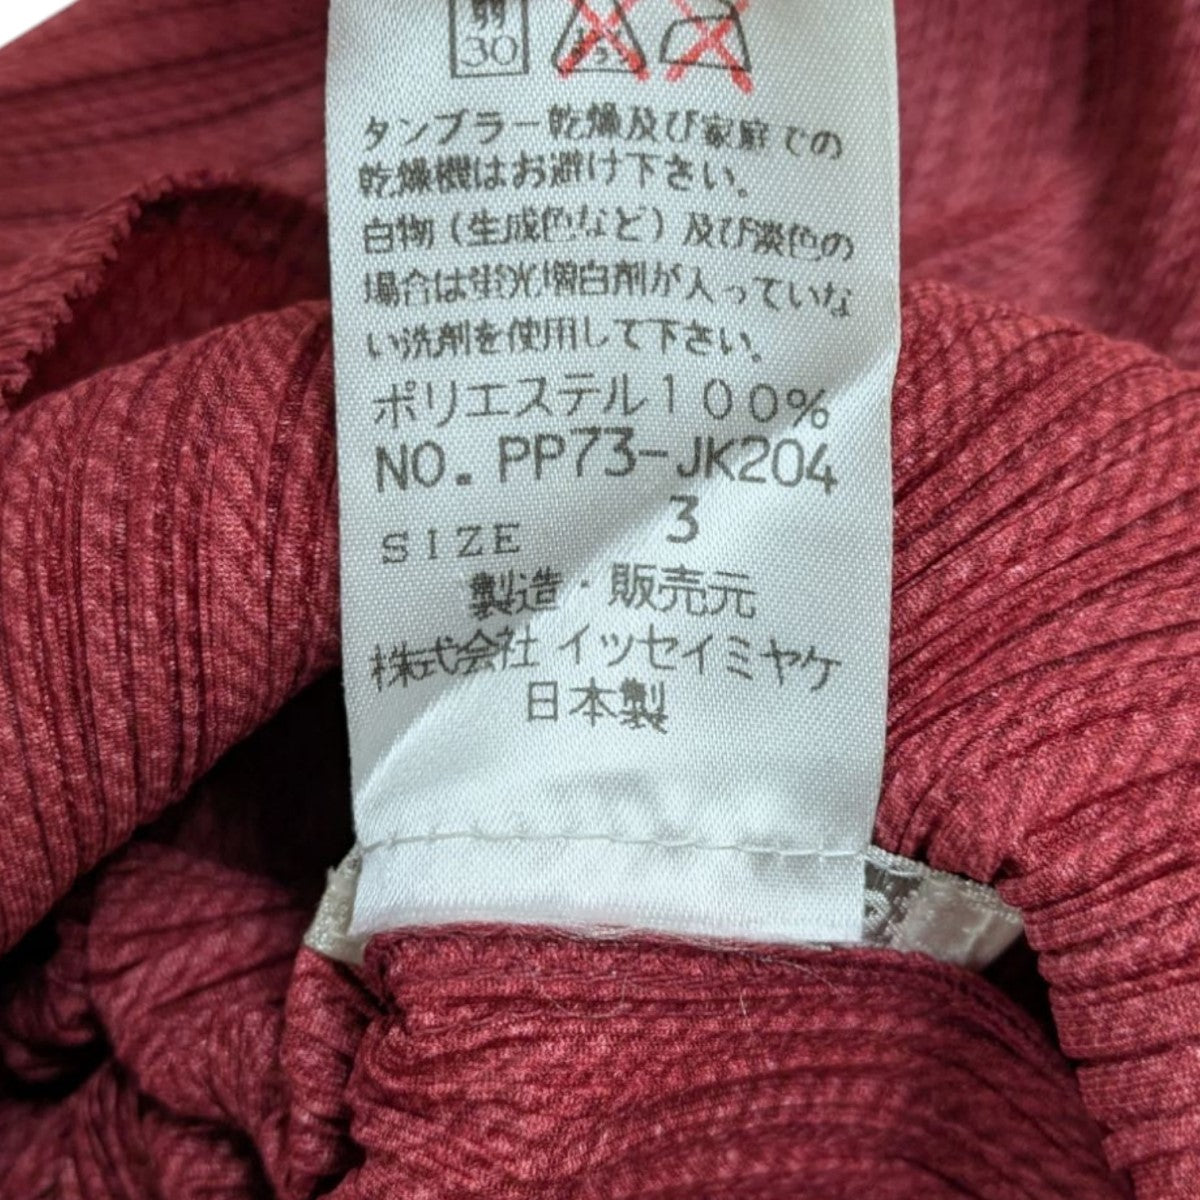 弱
30
タンブラー乾燥及び家庭での
乾燥機はお避け下さい。
白物(生成色など)及び淡色の
場合は蛍光増白剤が入っていな
い洗剤を使用して下さい。
ポリエステル100%
NO. PP73-JK204
SIZE 3
製造・販売元
株式会社イッセイミヤケ
日本製